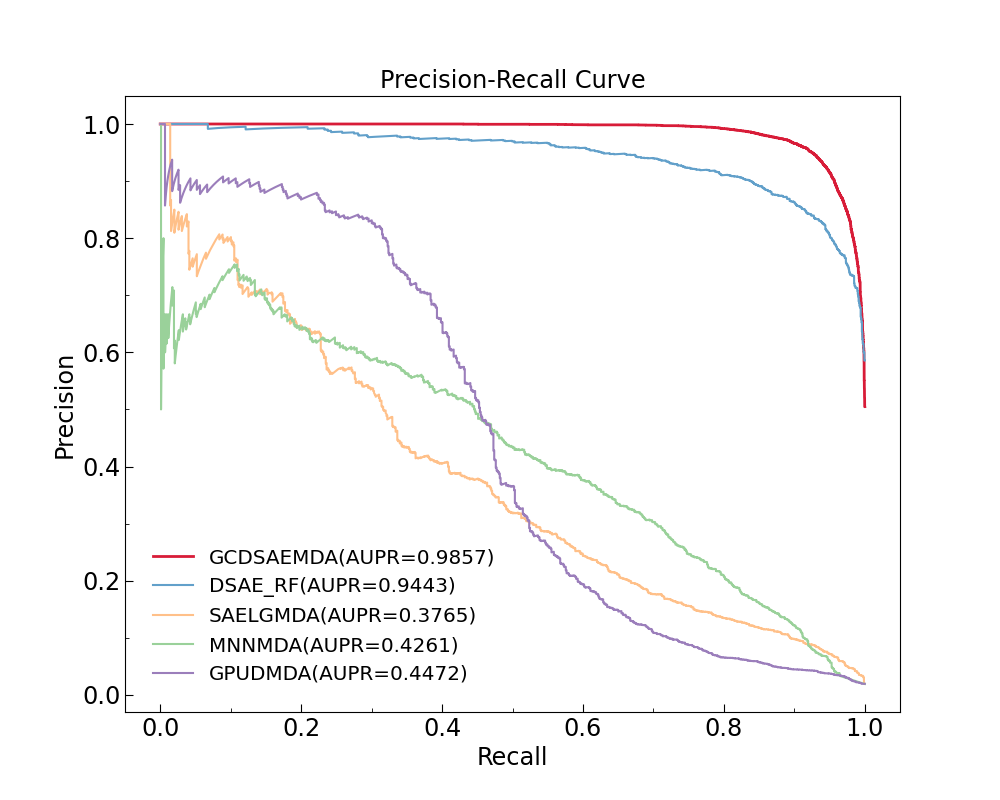 Precision-Recall Curve
1.0
0.8
0.6
0.4
0.2
0.0
Precision
GCDSAEMDA(AUPR=0.9857)
DSAE_RF(AUPR=0.9443)
SAELGMDA(AUPR=0.3765)
MNNMDA(AUPR=0.4261)
GPUDMDA(AUPR=0.4472)
0.0 0.2 0.4 0.6 0.8 1.0
Recall